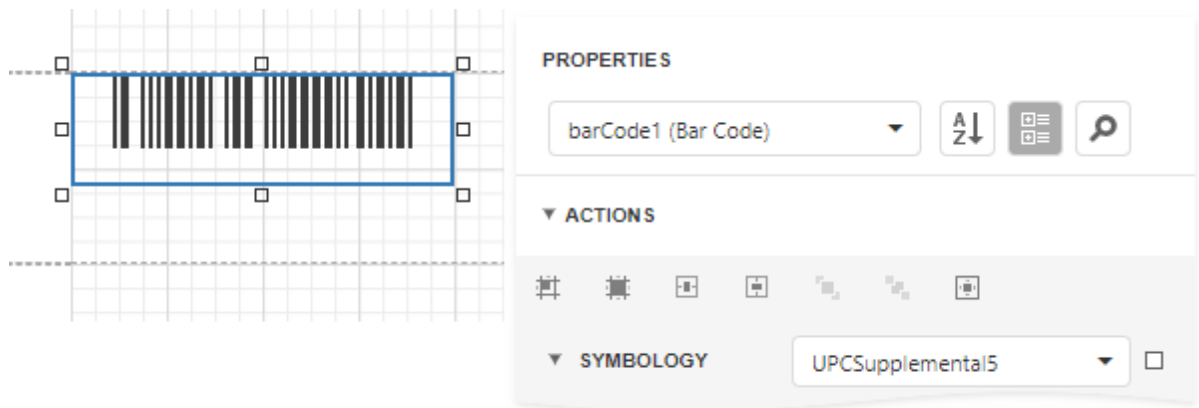 PROPERTIES
barCode1 (Bar Code)
A
Z
ACTIONS
SYMBOLOGY UPCSupplemental5